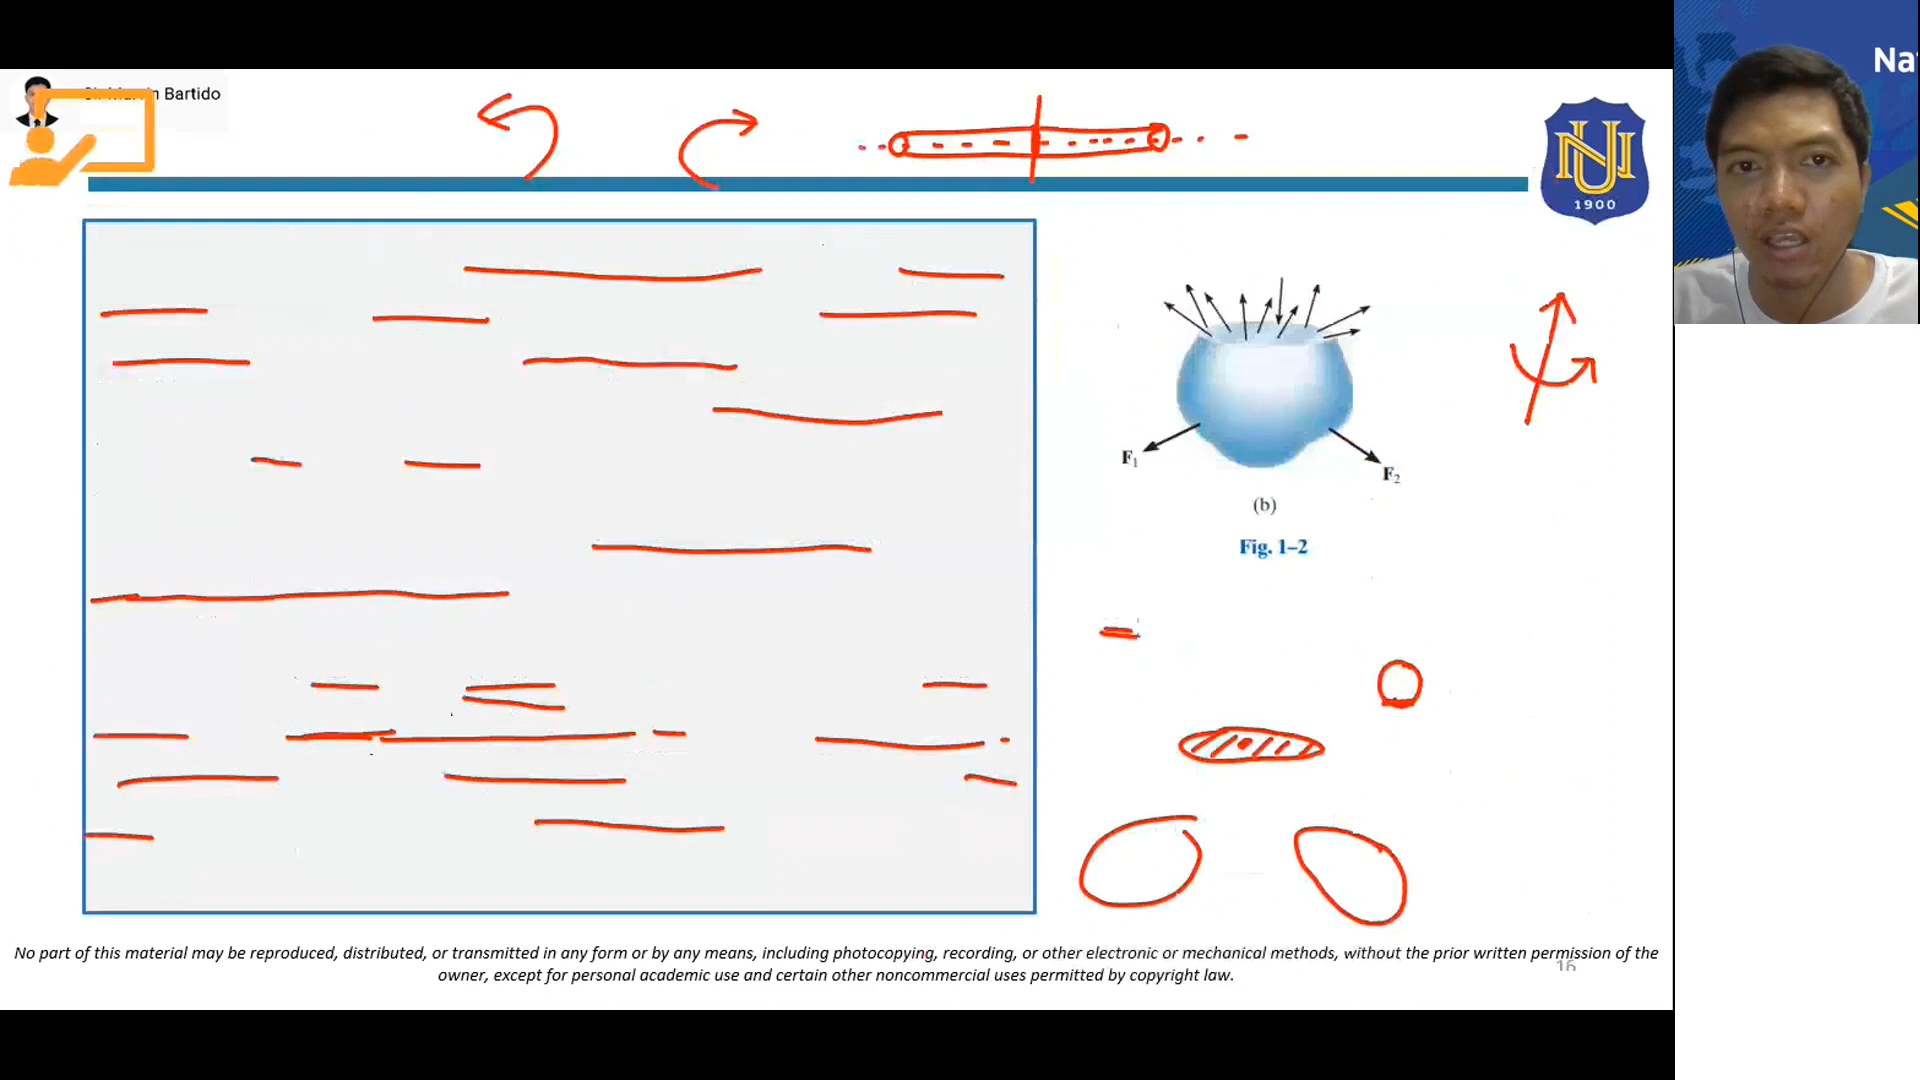 Bartido
Na
NU
1900
F1
F2
(b)
Fig. 1–2
No part of this material may be reproduced, distributed, or transmitted in any form or by any means, including photocopying, recording, or other electronic or mechanical methods, without the prior written permission of the
owner, except for personal academic use and certain other noncommercial uses permitted by copyright law.
16